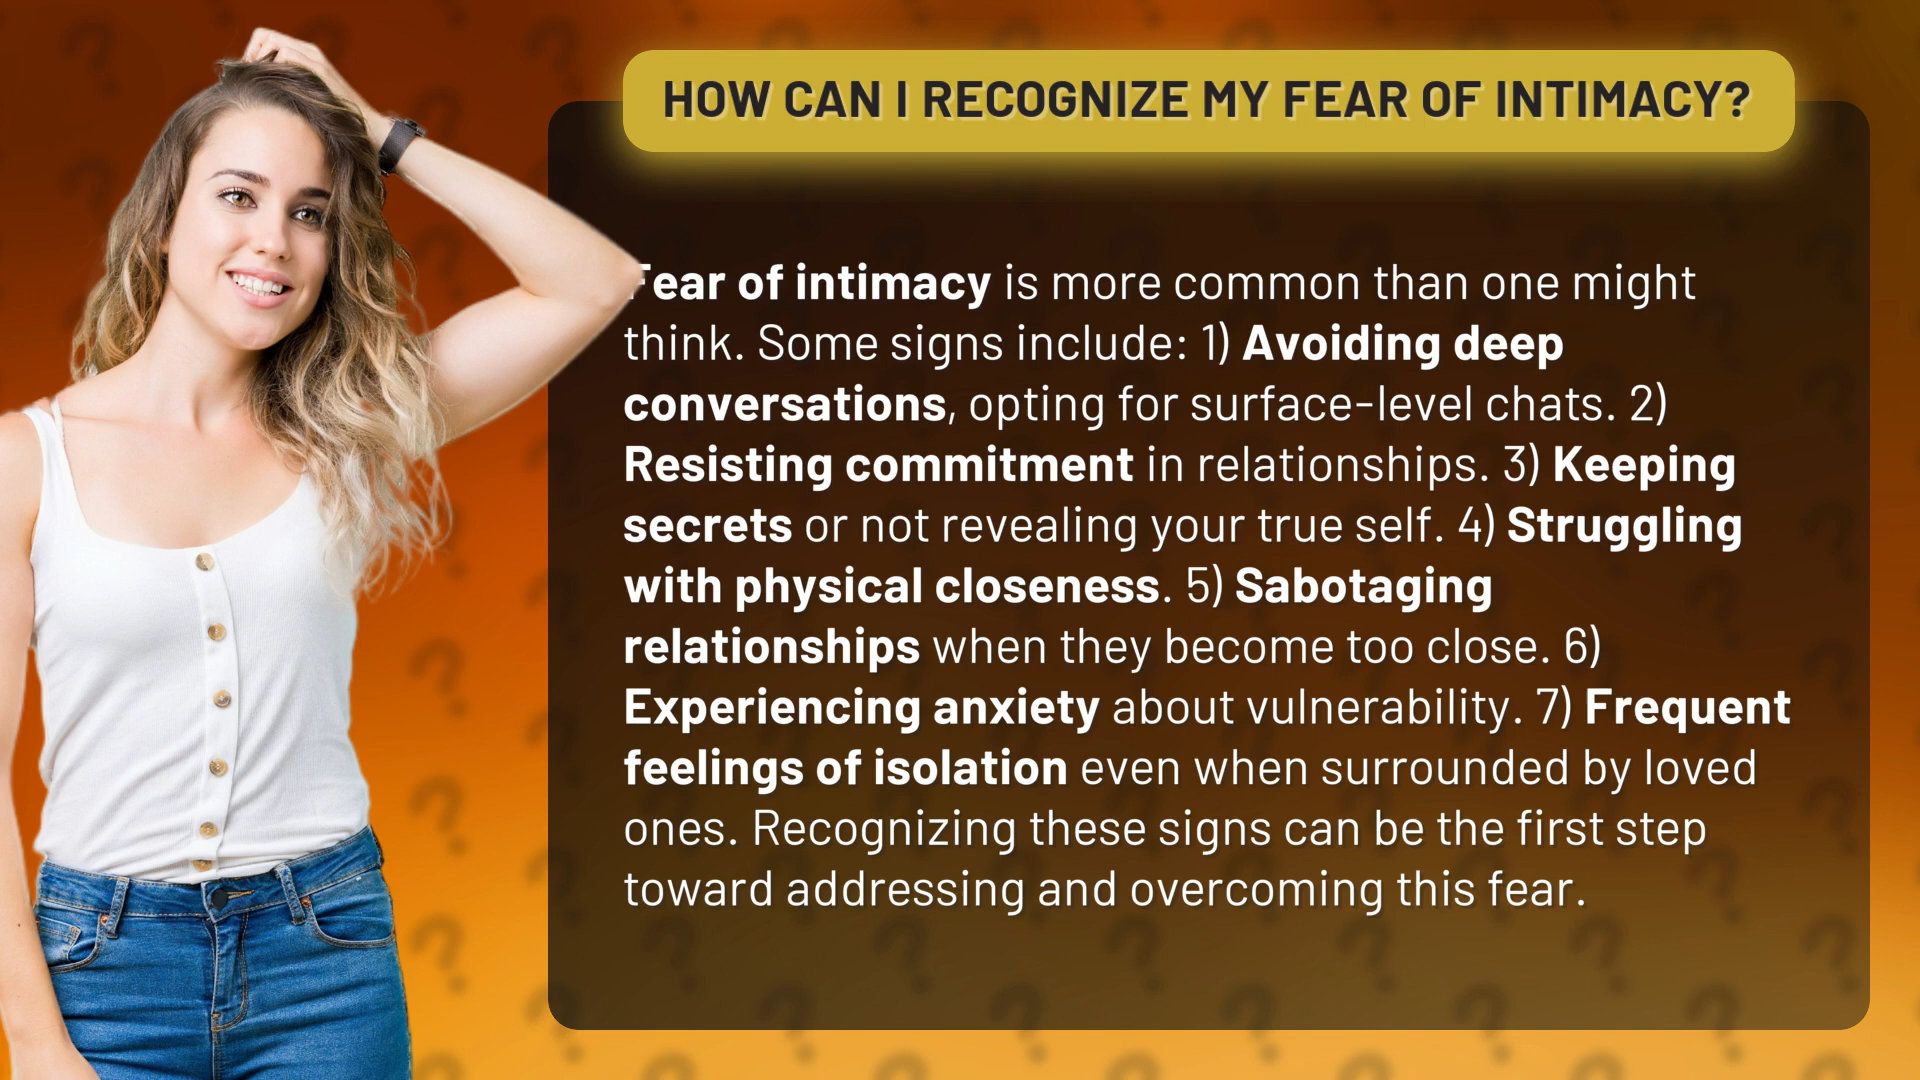 HOW CAN I RECOGNIZE MY FEAR OF INTIMACY?
Fear of intimacy is more common than one might
think. Some signs include: 1) Avoiding deep
conversations, opting for surface-level chats. 2)
Resisting commitment in relationships. 3) Keeping
secrets or not revealing your true self. 4) Struggling
with physical closeness. 5) Sabotaging
relationships when they become too close. 6)
Experiencing anxiety about vulnerability. 7) Frequent
feelings of isolation even when surrounded by loved
ones. Recognizing these signs can be the first step
toward addressing and overcoming this fear.